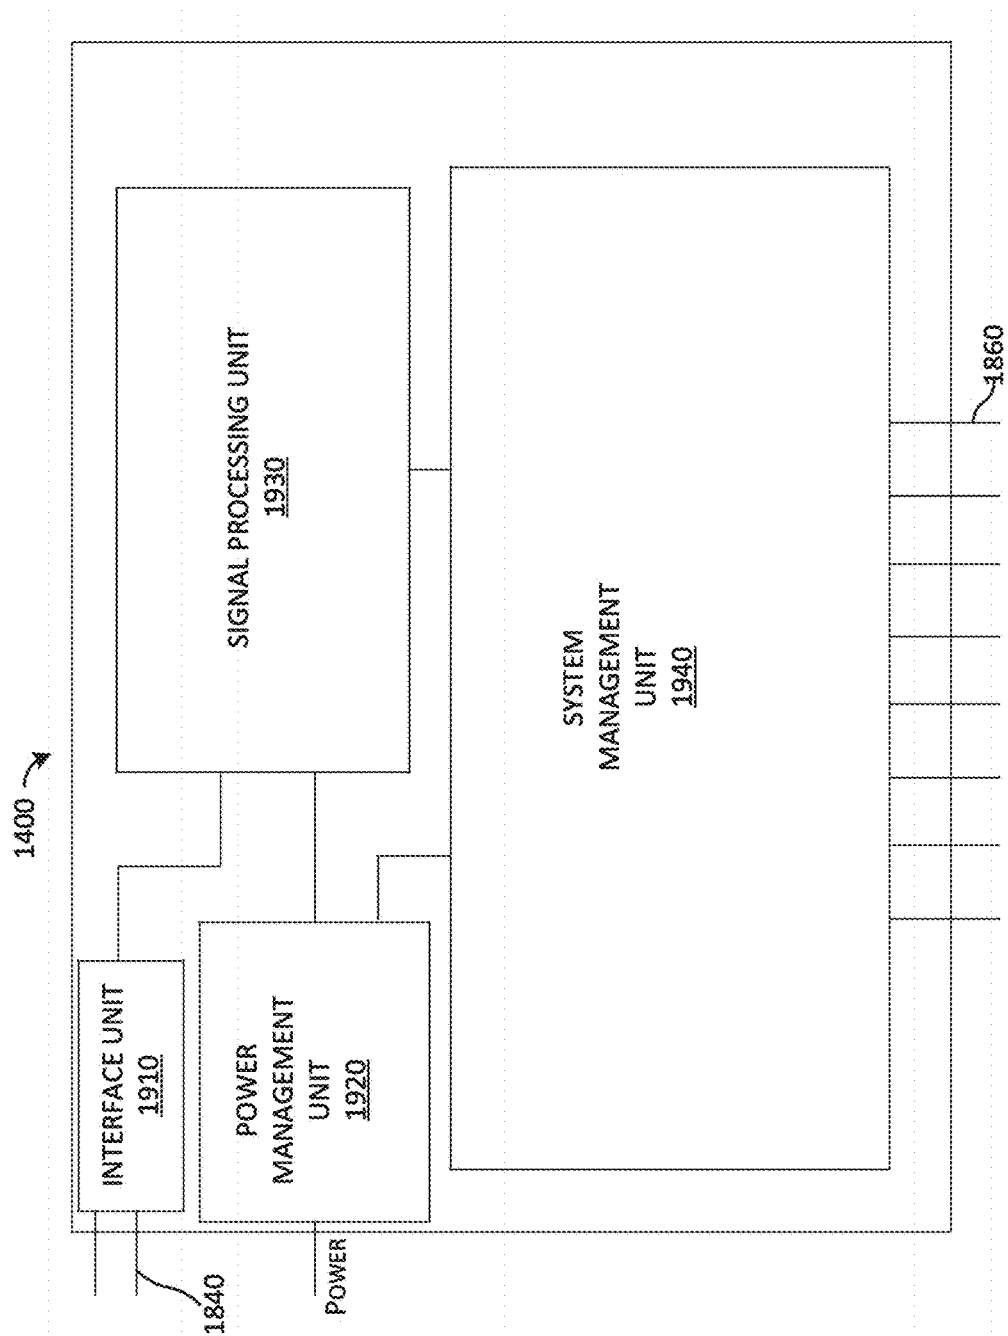 1400
INTERFACE UNIT
1910
1840
POWER
MANAGEMENT
UNIT
1920
POWER
SIGNAL PROCESSING UNIT
1930
SYSTEM
MANAGEMENT
UNIT
1940
1860